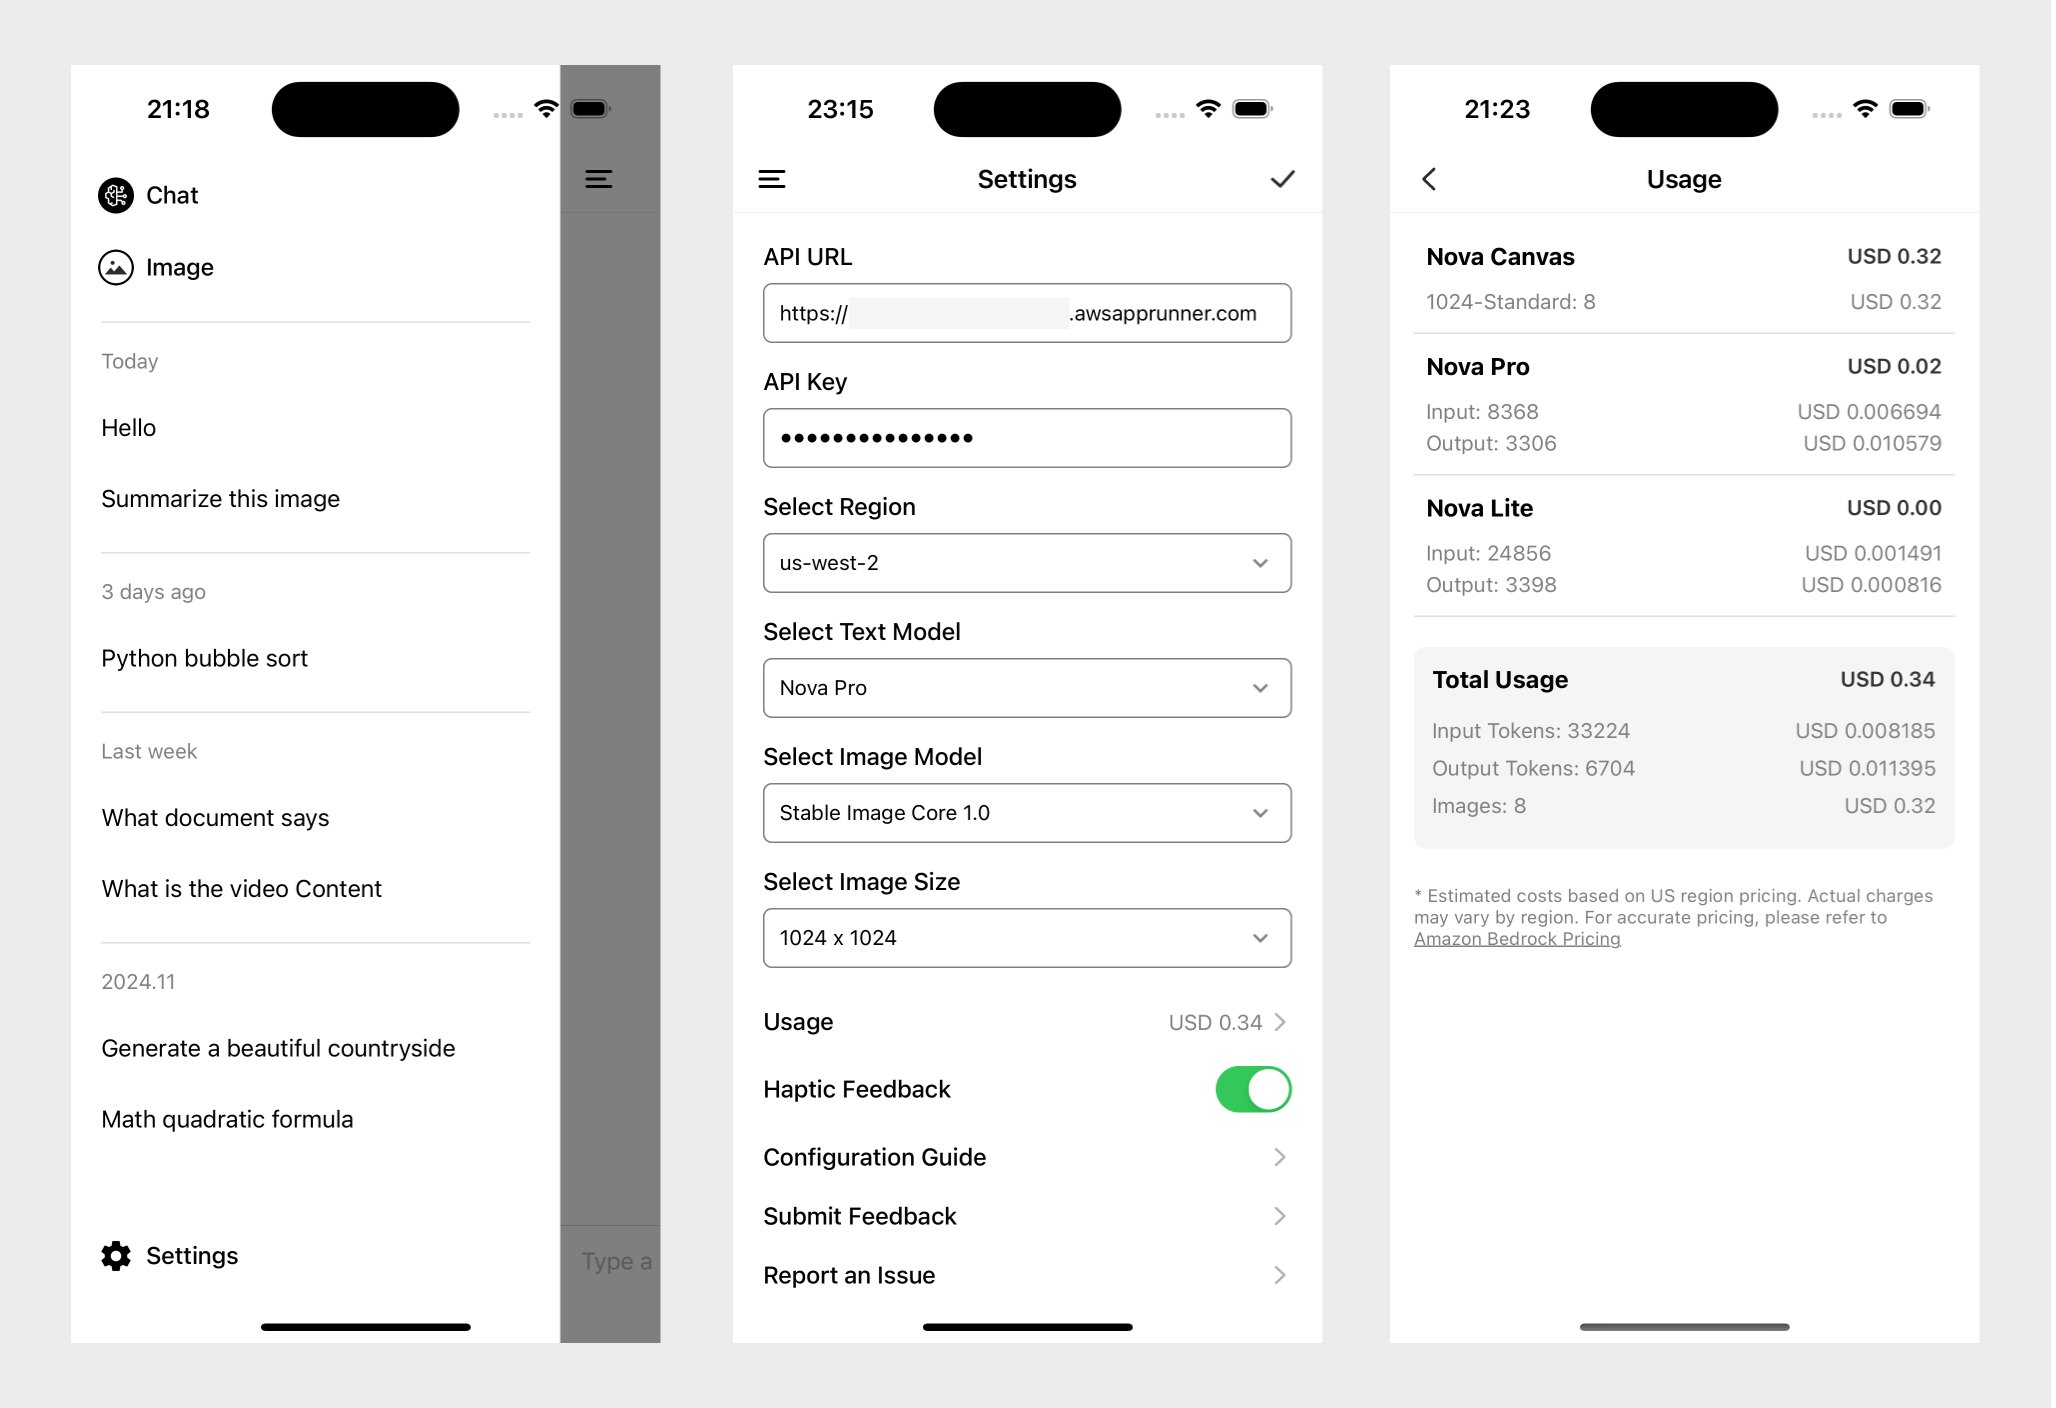 21:18
Chat
Image
Today
Hello
Summarize this image
3 days ago
Python bubble sort
Last week
What document says
What is the video Content
2024.11
Generate a beautiful countryside
Math quadratic formula
Settings
Type a
23:15
Settings
API URL
https:// .awsapprunner.com
API Key
•••••••••••••••
Select Region
us-west-2
Select Text Model
Nova Pro
Select Image Model
Stable Image Core 1.0
Select Image Size
1024 x 1024
Usage USD 0.34
Haptic Feedback
Configuration Guide
Submit Feedback
Report an Issue
21:23
Usage
Nova Canvas USD 0.32
1024-Standard: 8 USD 0.32
Nova Pro USD 0.02
Input: 8368 USD 0.006694
Output: 3306 USD 0.010579
Nova Lite USD 0.00
Input: 24856 USD 0.001491
Output: 3398 USD 0.000816
Total Usage USD 0.34
Input Tokens: 33224 USD 0.008185
Output Tokens: 6704 USD 0.011395
Images: 8 USD 0.32
* Estimated costs based on US region pricing. Actual charges
may vary by region. For accurate pricing, please refer to
Amazon Bedrock Pricing